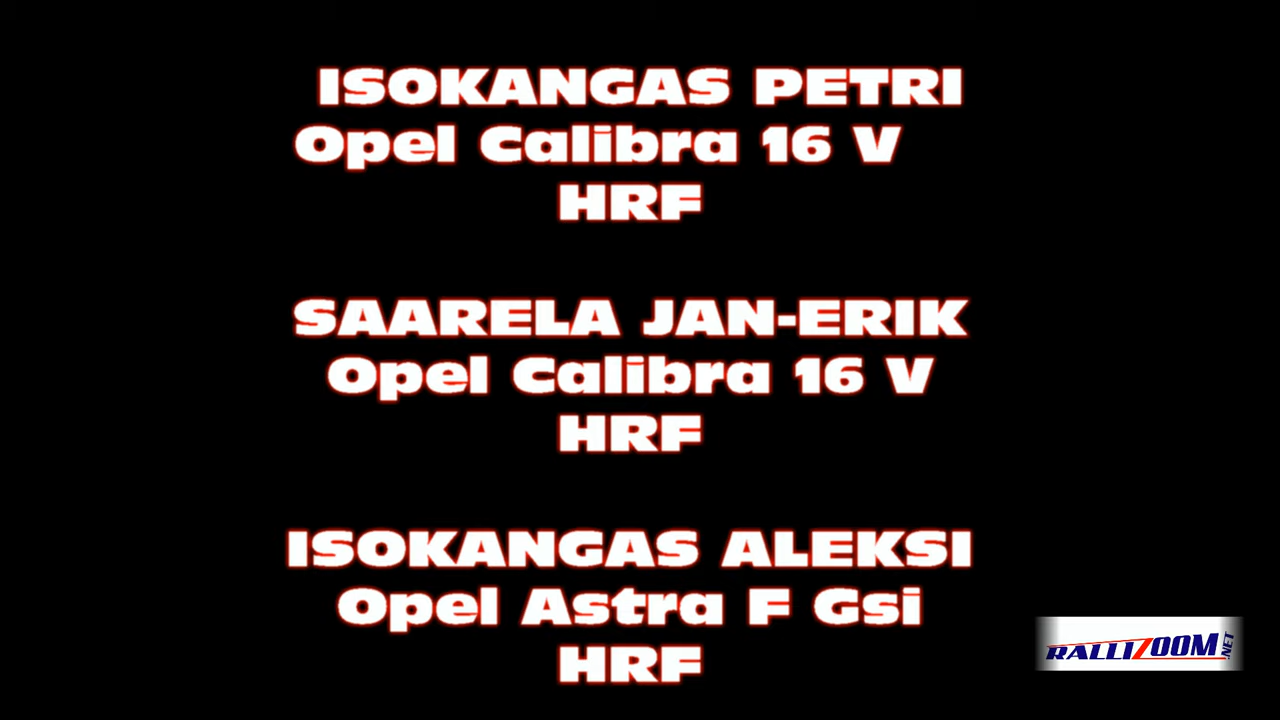 ISOKANGAS PETRI
Opel Calibra 16 V
HRF
SAARELA JAN-ERIK
Opel Calibra 16 V
HRF
ISOKANGAS ALEKSI
Opel Astra F Gsi
HRF
RALLIZOOM.NET